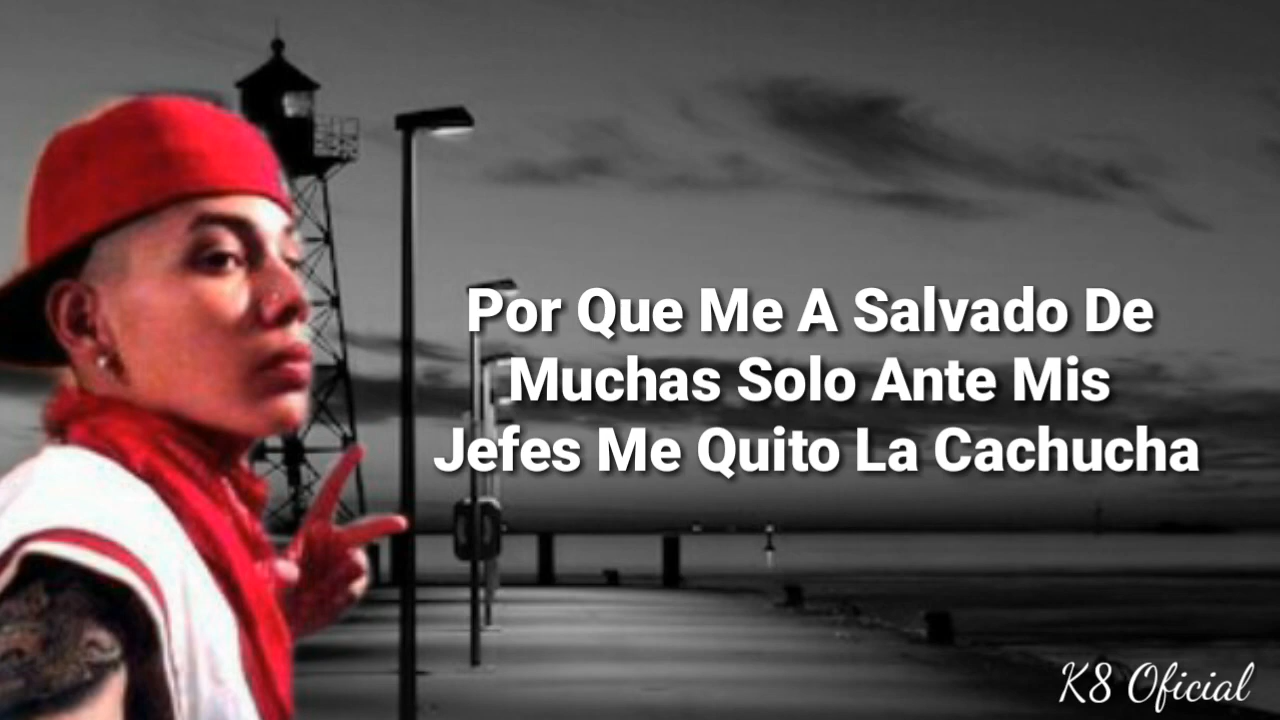 Por Que Me A Salvado De
Muchas Solo Ante Mis
Jefes Me Quito La Cachucha
K8 Oficial